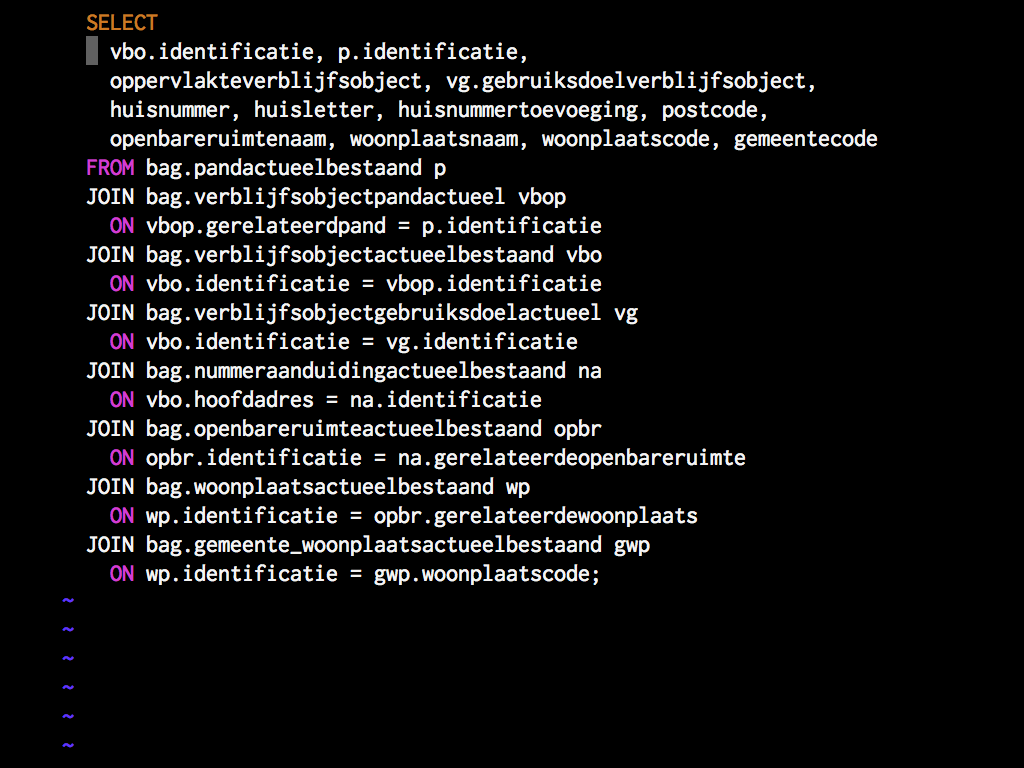 SELECT
  vbo.identificatie, p.identificatie,
  oppervlakteverblijfsobject, vg.gebruiksdoelverblijfsobject,
  huisnummer, huisletter, huisnummertoevoeging, postcode,
  openbareruimtenaam, woonplaatsnaam, woonplaatscode, gemeentecode
FROM bag.pandactueelbestaand p
JOIN bag.verblijfsobjectpandactueel vbop
  ON vbop.gerelateerdpand = p.identificatie
JOIN bag.verblijfsobjectactueelbestaand vbo
  ON vbo.identificatie = vbop.identificatie
JOIN bag.verblijfsobjectgebruiksdoelactueel vg
  ON vbo.identificatie = vg.identificatie
JOIN bag.nummeraanduidingactueelbestaand na
  ON vbo.hoofdadres = na.identificatie
JOIN bag.openbareruimteactueelbestaand opbr
  ON opbr.identificatie = na.gerelateerdeopenbareruimte
JOIN bag.woonplaatsactueelbestaand wp
  ON wp.identificatie = opbr.gerelateerdewoonplaats
JOIN bag.gemeente_woonplaatsactueelbestaand gwp
  ON wp.identificatie = gwp.woonplaatscode;
~
~
~
~
~
~